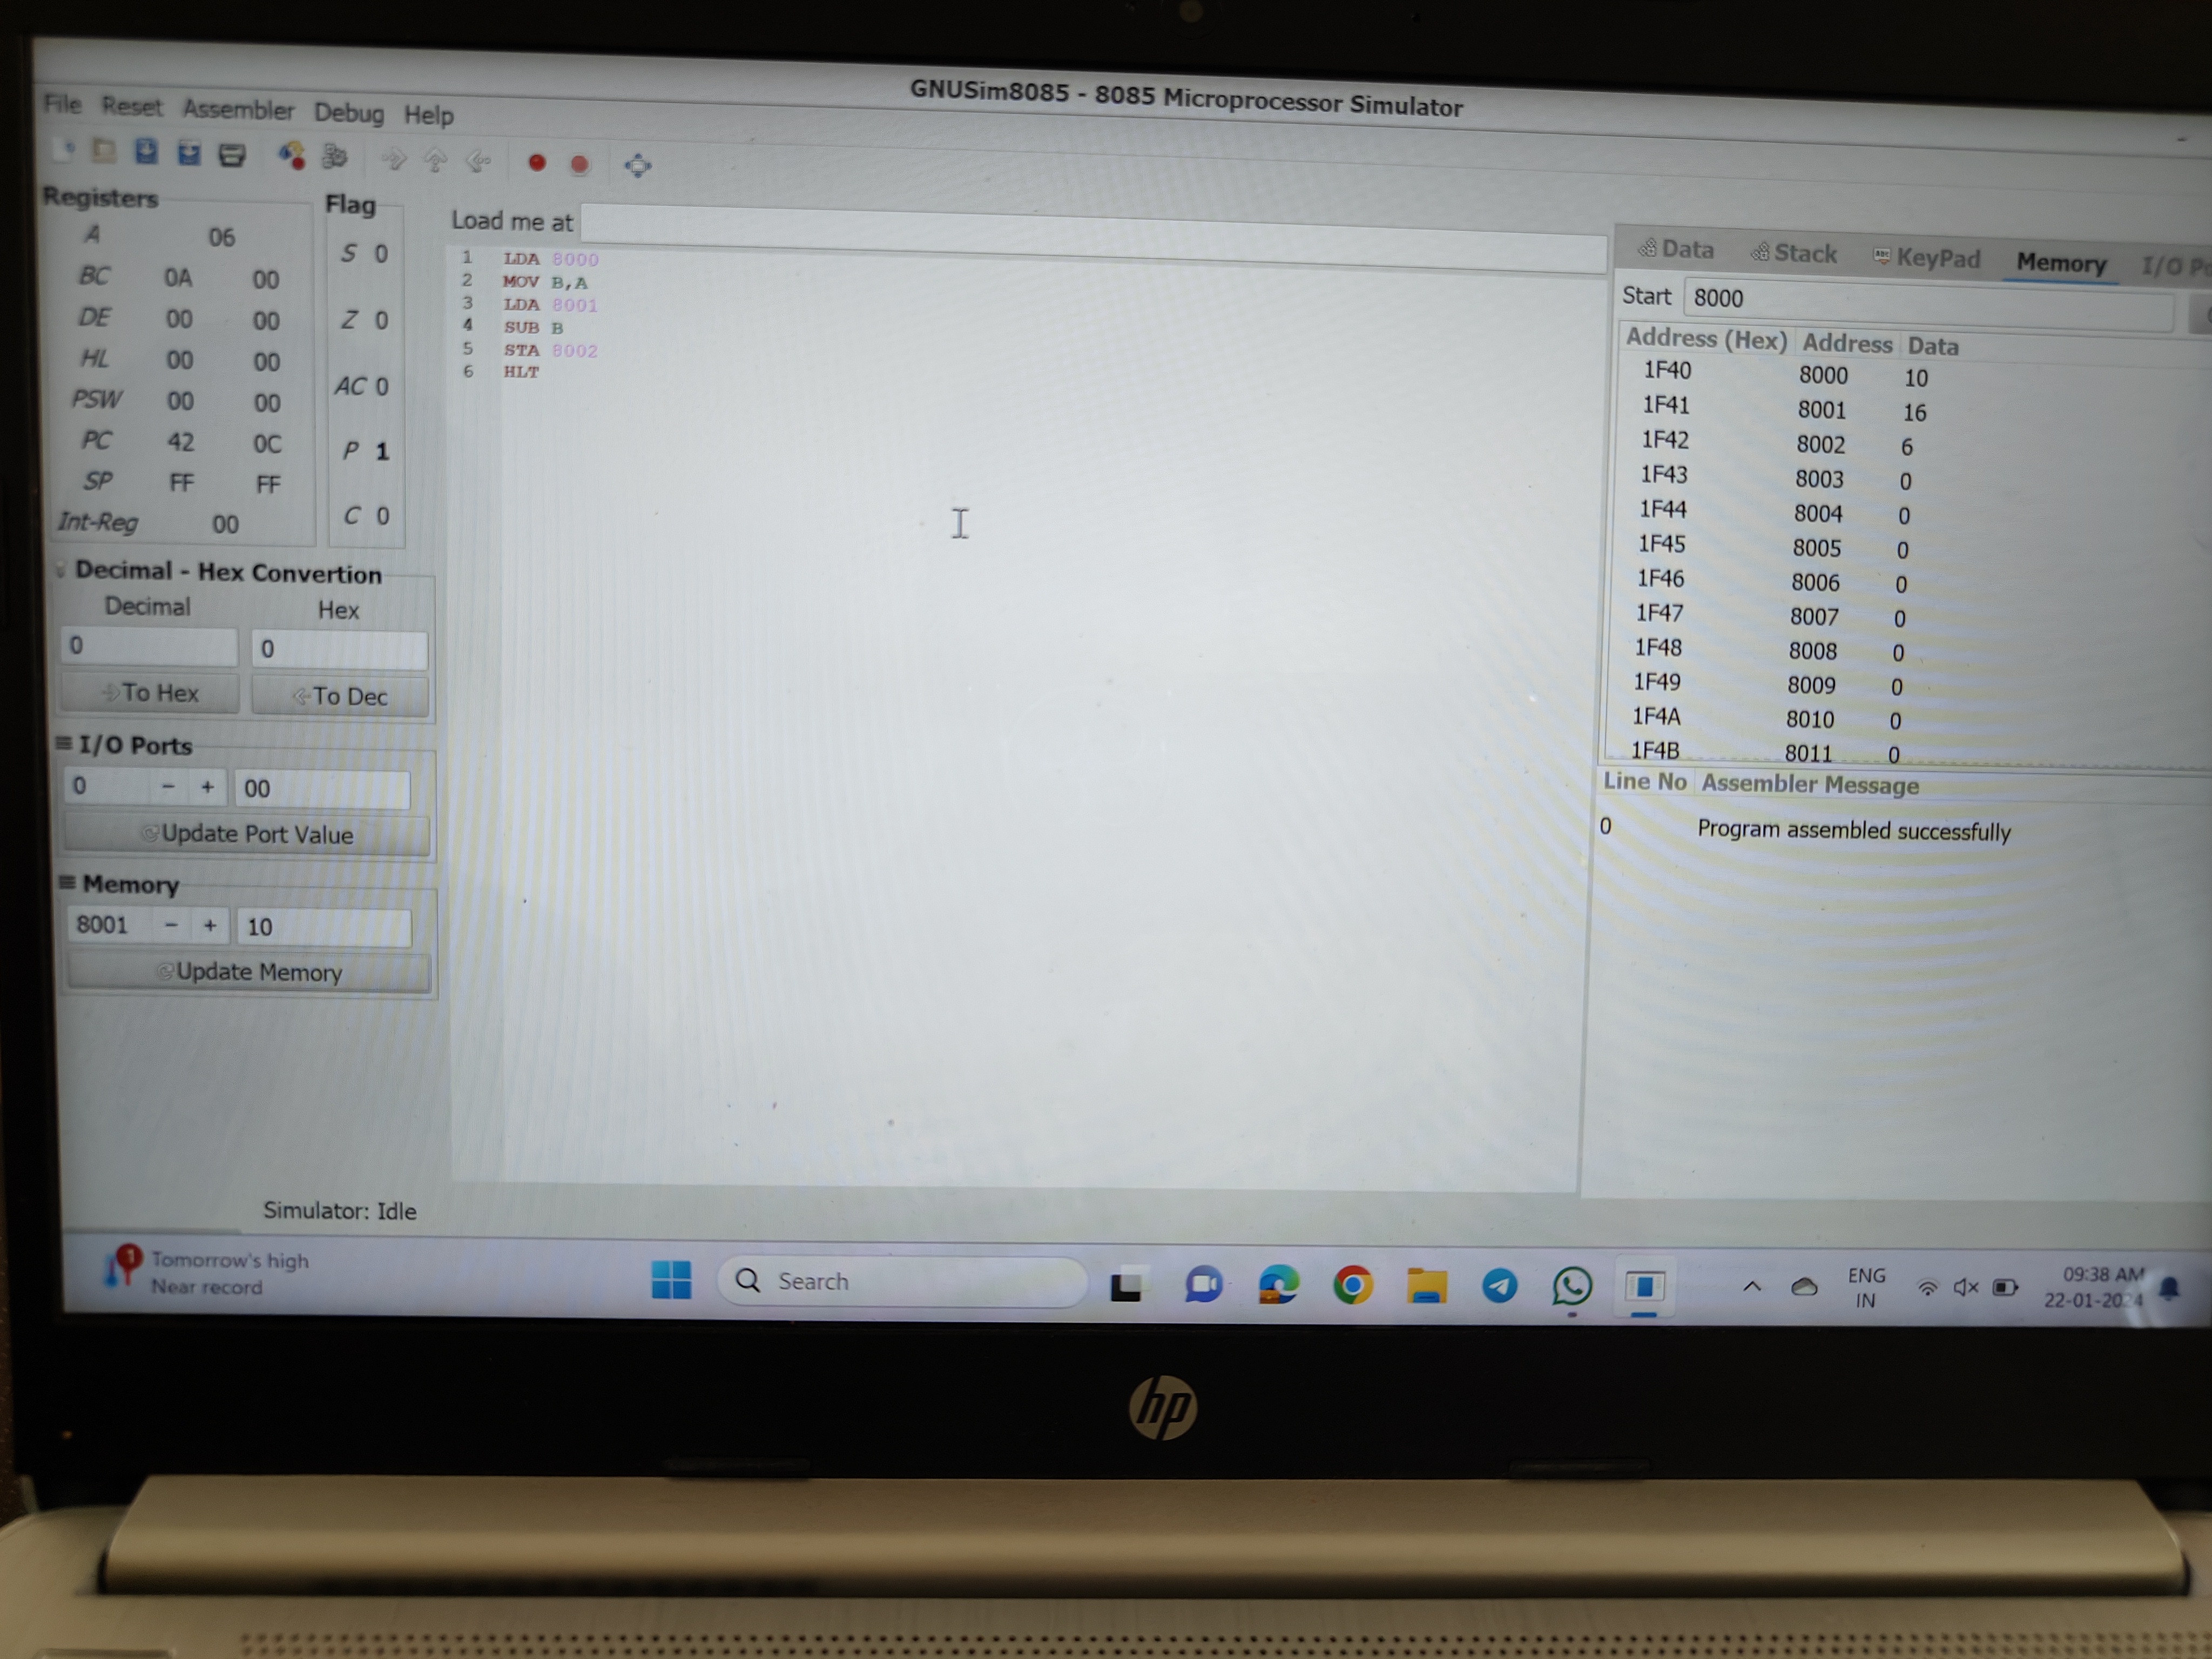 GNUSim8085 - 8085 Microprocessor Simulator
File Reset Assembler Debug Help
Registers
A 06
BC 0A 00
DE 00 00
HL 00 00
PSW 00 00
PC 42 0C
SP FF FF
Int-Reg 00
Flag
S 0
Z 0
AC 0
P 1
C 0
Decimal - Hex Convertion
Decimal Hex
0 0
To Hex To Dec
I/O Ports
0 - + 00
Update Port Value
Memory
8001 - + 10
Update Memory
Simulator: Idle
Load me at
1 LDA 8000
2 MOV B,A
3 LDA 8001
4 SUB B
5 STA 8002
6 HLT
Data Stack KeyPad Memory I/O Po
Start 8000
Address (Hex) Address Data
1F40 8000 10
1F41 8001 16
1F42 8002 6
1F43 8003 0
1F44 8004 0
1F45 8005 0
1F46 8006 0
1F47 8007 0
1F48 8008 0
1F49 8009 0
1F4A 8010 0
1F4B 8011 0
Line No Assembler Message
0 Program assembled successfully
1
Tomorrow's high
Near record
Search
ENG
IN
09:38 AM
22-01-2024
hp